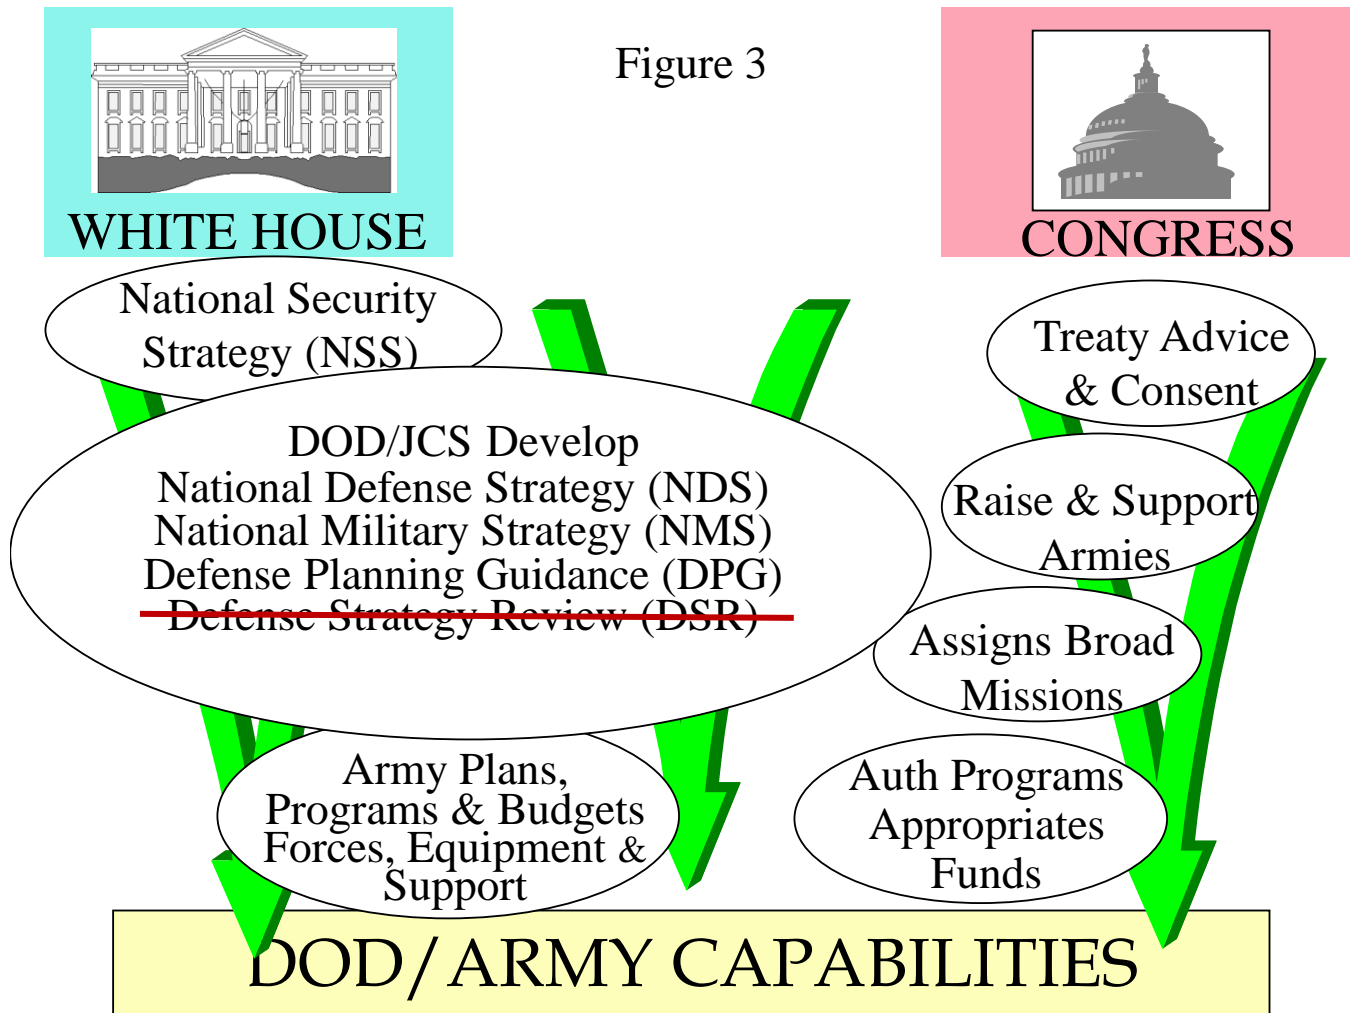 Figure 3
WHITE HOUSE
CONGRESS
National Security
Strategy (NSS)
DOD/JCS Develop
National Defense Strategy (NDS)
National Military Strategy (NMS)
Defense Planning Guidance (DPG)
Defense Strategy Review (DSR)
Army Plans,
Programs & Budgets
Forces, Equipment &
Support
Treaty Advice
& Consent
Raise & Support
Armies
Assigns Broad
Missions
Auth Programs
Appropriates
Funds
DOD/ARMY CAPABILITIES